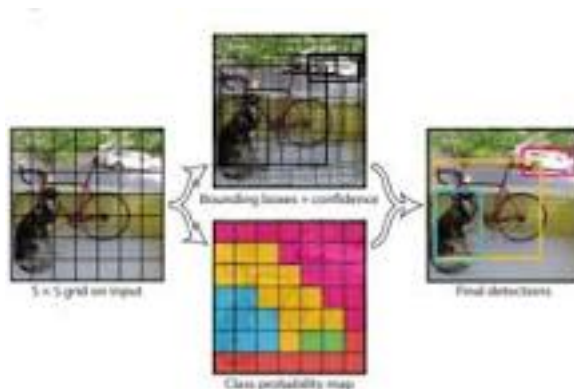 S × S grid on input
Bounding boxes + confidence
Class probability map
Final detections